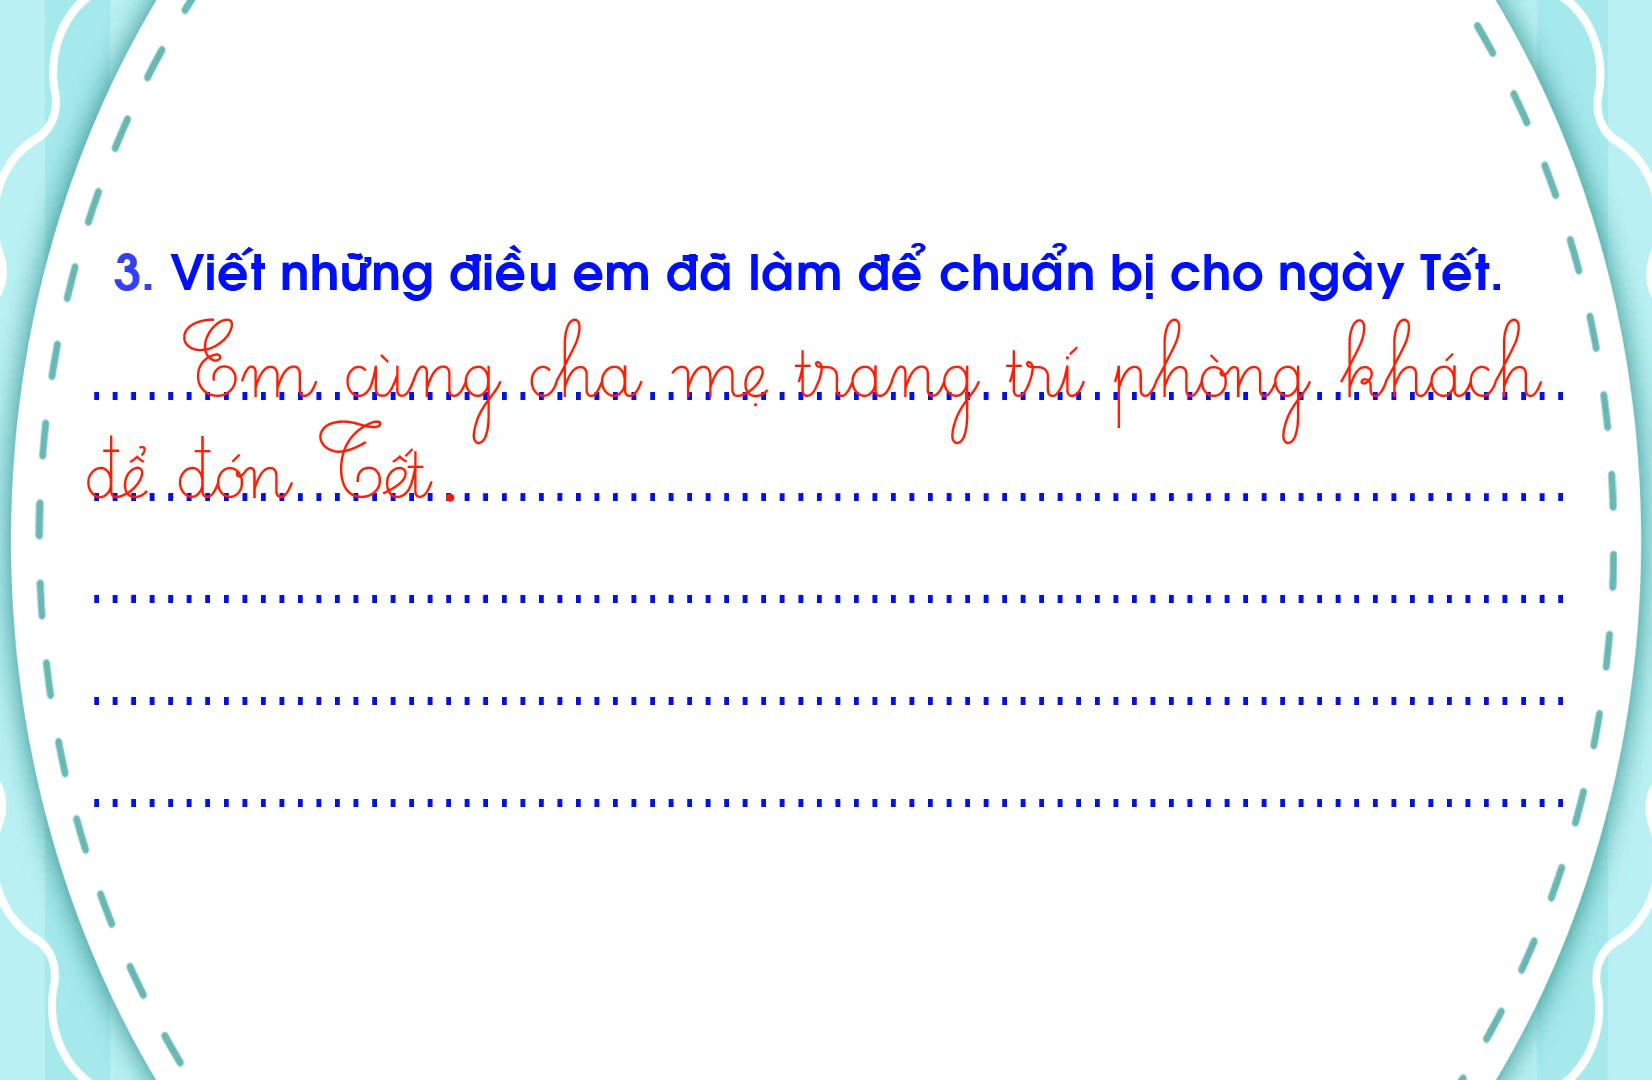 3. Viết những điều em đã làm để chuẩn bị cho ngày Tết.
Em cùng cha mẹ trang trí phòng khách
để đón Tết.